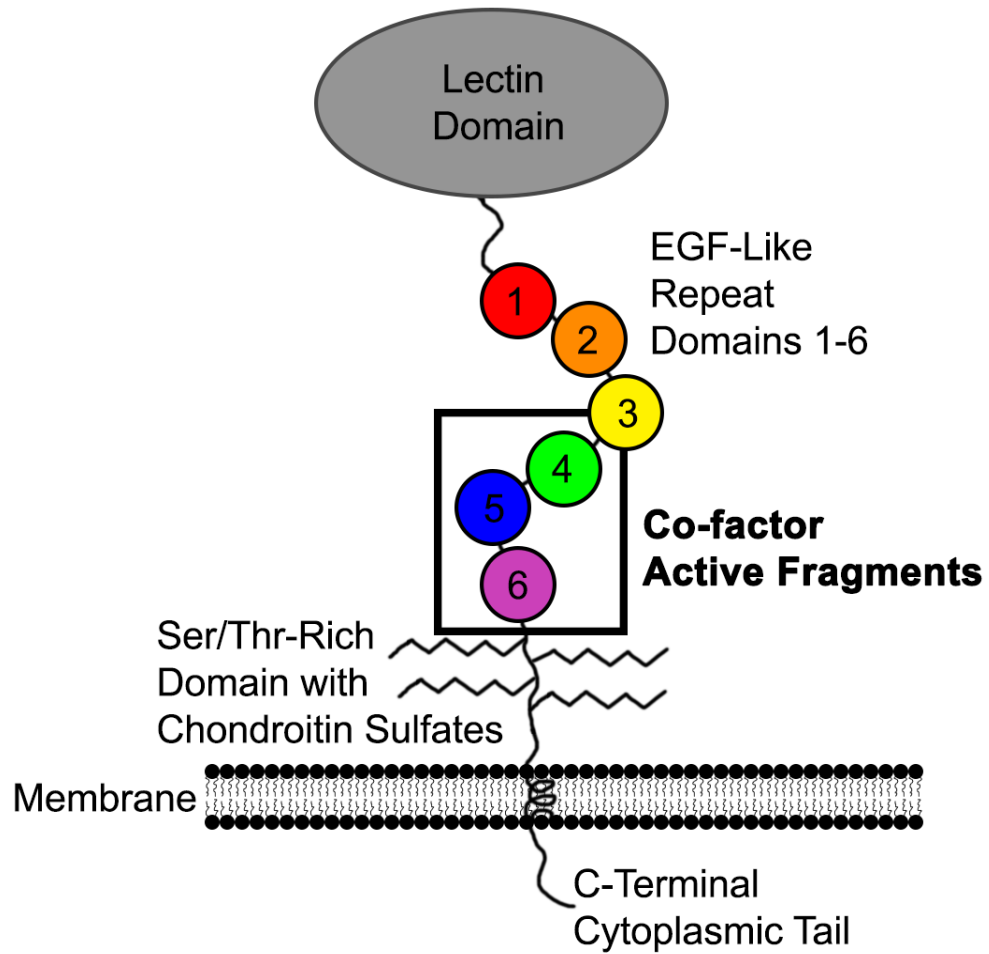 Lectin
Domain
EGF-Like
Repeat
Domains 1-6
1
2
3
4
5
6
Co-factor
Active Fragments
Ser/Thr-Rich
Domain with
Chondroitin Sulfates
Membrane
C-Terminal
Cytoplasmic Tail